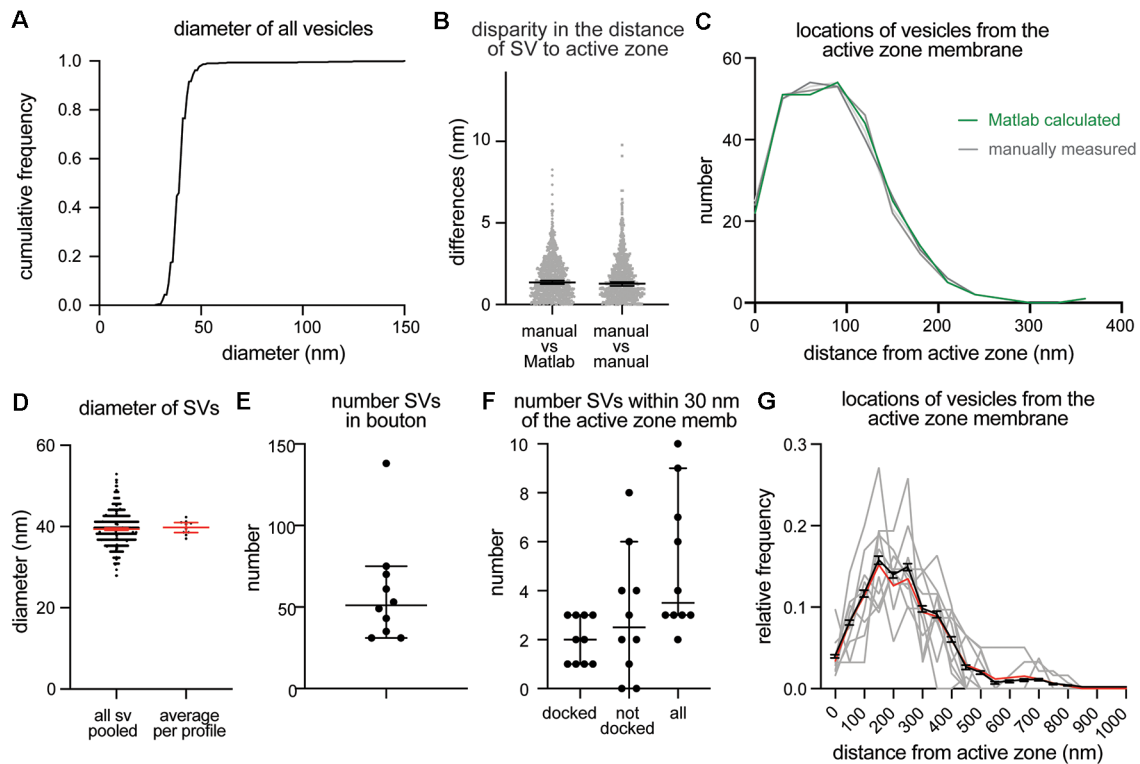 A
diameter of all vesicles
cumulative frequency
1.0
0.8
0.6
0.4
0.2
0.0
0
50
100
150
diameter (nm)
B
disparity in the distance
of SV to active zone
differences (nm)
10
5
0
manual
vs
Matlab
manual
vs
manual
C
locations of vesicles from the
active zone membrane
number
60
40
20
0
Matlab calculated
manually measured
0
100
200
300
400
distance from active zone (nm)
D
diameter of SVs
diameter (nm)
60
40
20
0
all sv
pooled
average
per profile
E
number SVs
in bouton
number
150
100
50
0
F
number SVs within 30 nm
of the active zone memb
number
10
8
6
4
2
0
docked
not
docked
all
G
locations of vesicles from the
active zone membrane
relative frequency
0.3
0.2
0.1
0.0
0
100
200
300
400
500
600
700
800
900
1000
distance from active zone (nm)